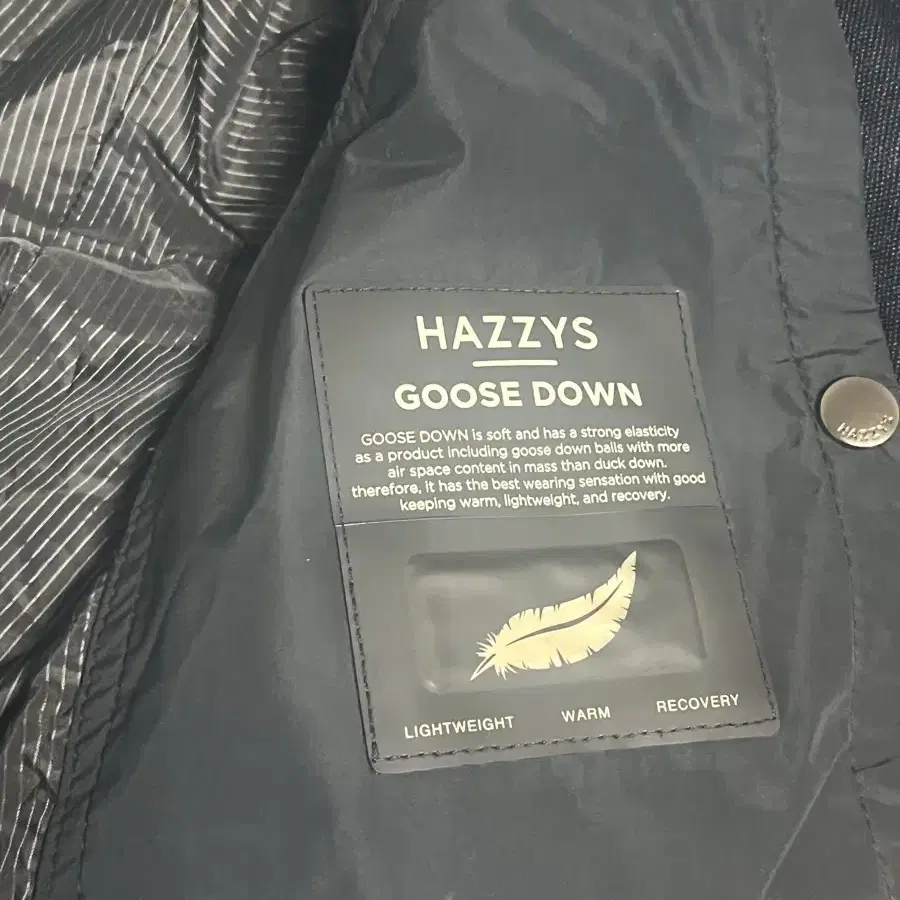 HAZZYS
GOOSE DOWN
GOOSE DOWN is soft and has a strong elasticity
as a product including goose down balls with more
air space content in mass than duck down.
therefore, it has the best wearing sensation with good
keeping warm, lightweight, and recovery.
LIGHTWEIGHT WARM RECOVERY
HAZZYS